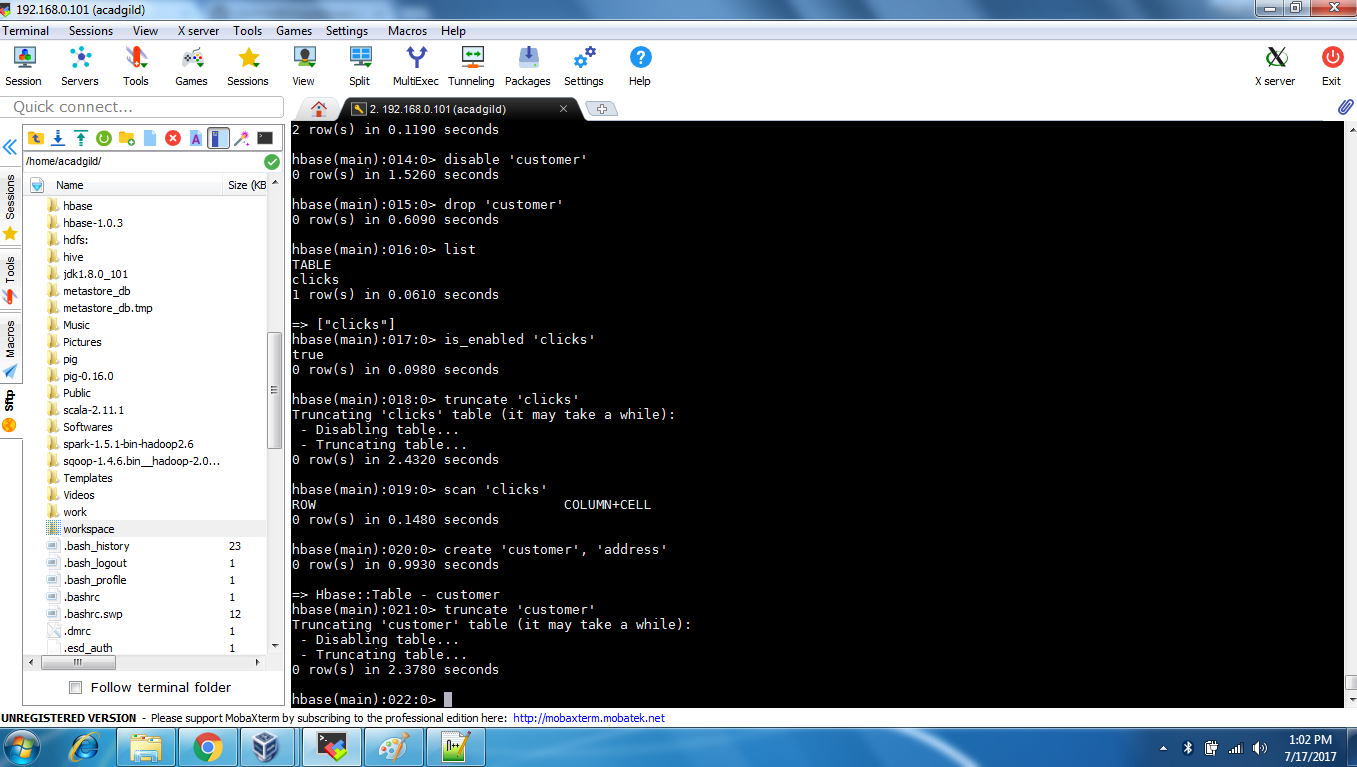 192.168.0.101 (acadgild)
Terminal Sessions View X server Tools Games Settings Macros Help
Session Servers Tools Games Sessions View Split MultiExec Tunneling Packages Settings Help X server Exit
Quick connect...
2. 192.168.0.101 (acadgild)
/home/acadgild/
Name Size (KB
Sessions
Tools
Macros
Sftp
hbase
hbase-1.0.3
hdfs:
hive
jdk1.8.0_101
metastore_db
metastore_db.tmp
Music
Pictures
pig
pig-0.16.0
Public
scala-2.11.1
Softwares
spark-1.5.1-bin-hadoop2.6
sqoop-1.4.6.bin__hadoop-2.0...
Templates
Videos
work
workspace
.bash_history 23
.bash_logout 1
.bash_profile 1
.bashrc 1
.bashrc.swp 12
.dmrc 1
.esd_auth 1
Follow terminal folder
2 row(s) in 0.1190 seconds
hbase(main):014:0> disable 'customer'
0 row(s) in 1.5260 seconds
hbase(main):015:0> drop 'customer'
0 row(s) in 0.6090 seconds
hbase(main):016:0> list
TABLE
clicks
1 row(s) in 0.0610 seconds
=> ["clicks"]
hbase(main):017:0> is_enabled 'clicks'
true
0 row(s) in 0.0980 seconds
hbase(main):018:0> truncate 'clicks'
Truncating 'clicks' table (it may take a while):
- Disabling table...
- Truncating table...
0 row(s) in 2.4320 seconds
hbase(main):019:0> scan 'clicks'
ROW COLUMN+CELL
0 row(s) in 0.1480 seconds
hbase(main):020:0> create 'customer', 'address'
0 row(s) in 0.9930 seconds
=> Hbase::Table - customer
hbase(main):021:0> truncate 'customer'
Truncating 'customer' table (it may take a while):
- Disabling table...
- Truncating table...
0 row(s) in 2.3780 seconds
hbase(main):022:0>
UNREGISTERED VERSION - Please support MobaXterm by subscribing to the professional edition here: http://mobaxterm.mobatek.net
1:02 PM
7/17/2017